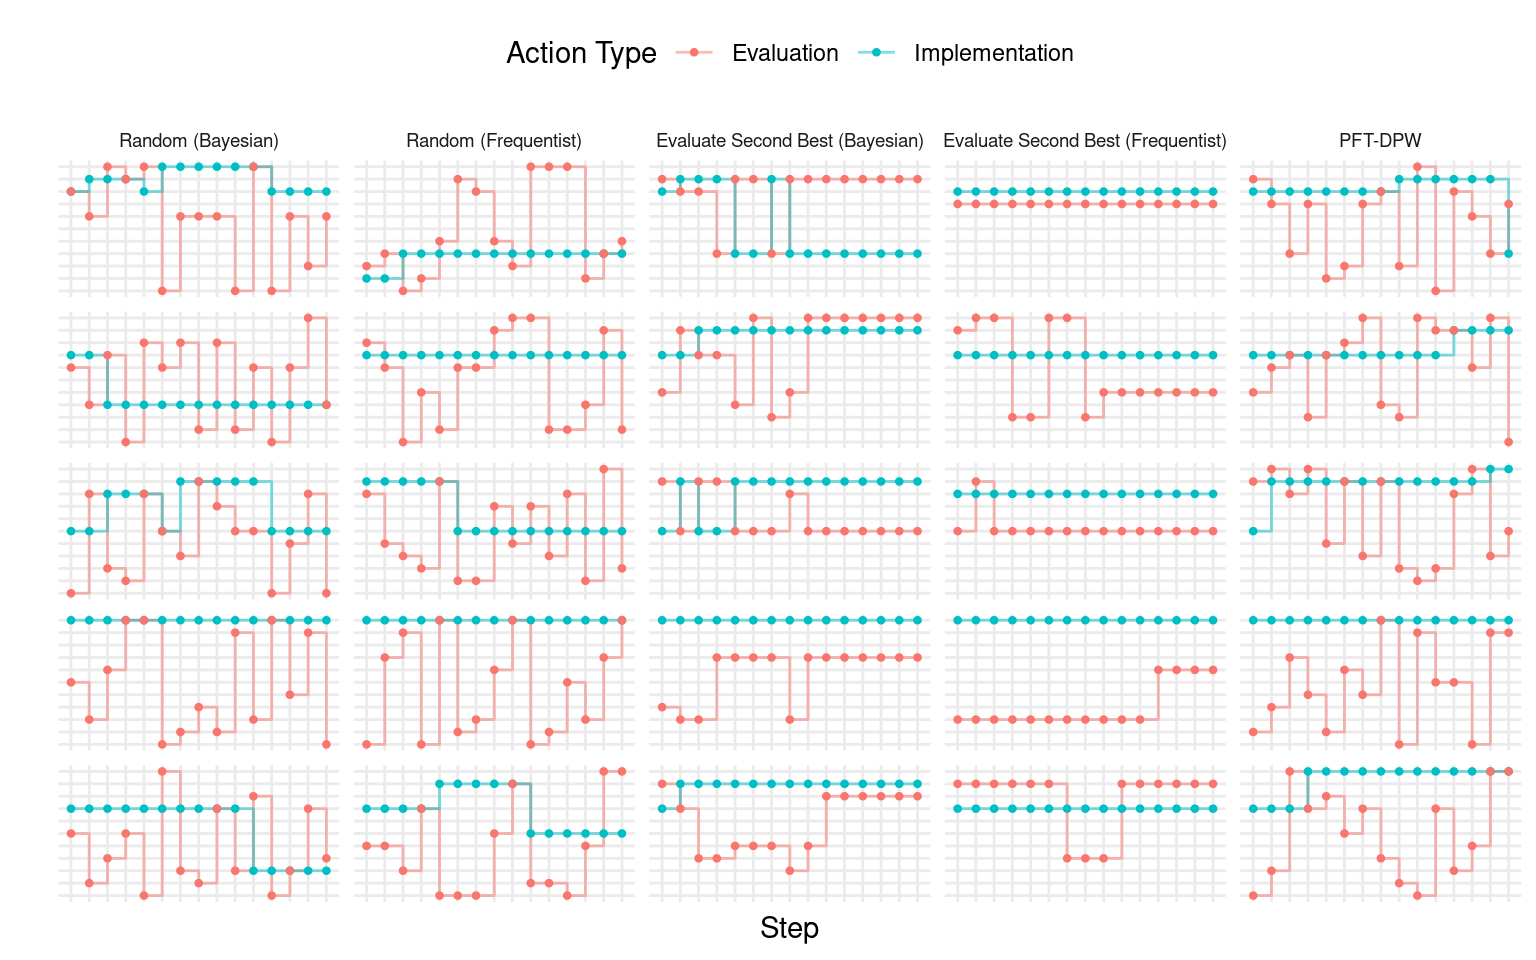 Action Type Evaluation Implementation
Random (Bayesian) Random (Frequentist) Evaluate Second Best (Bayesian) Evaluate Second Best (Frequentist) PFT-DPW
Step